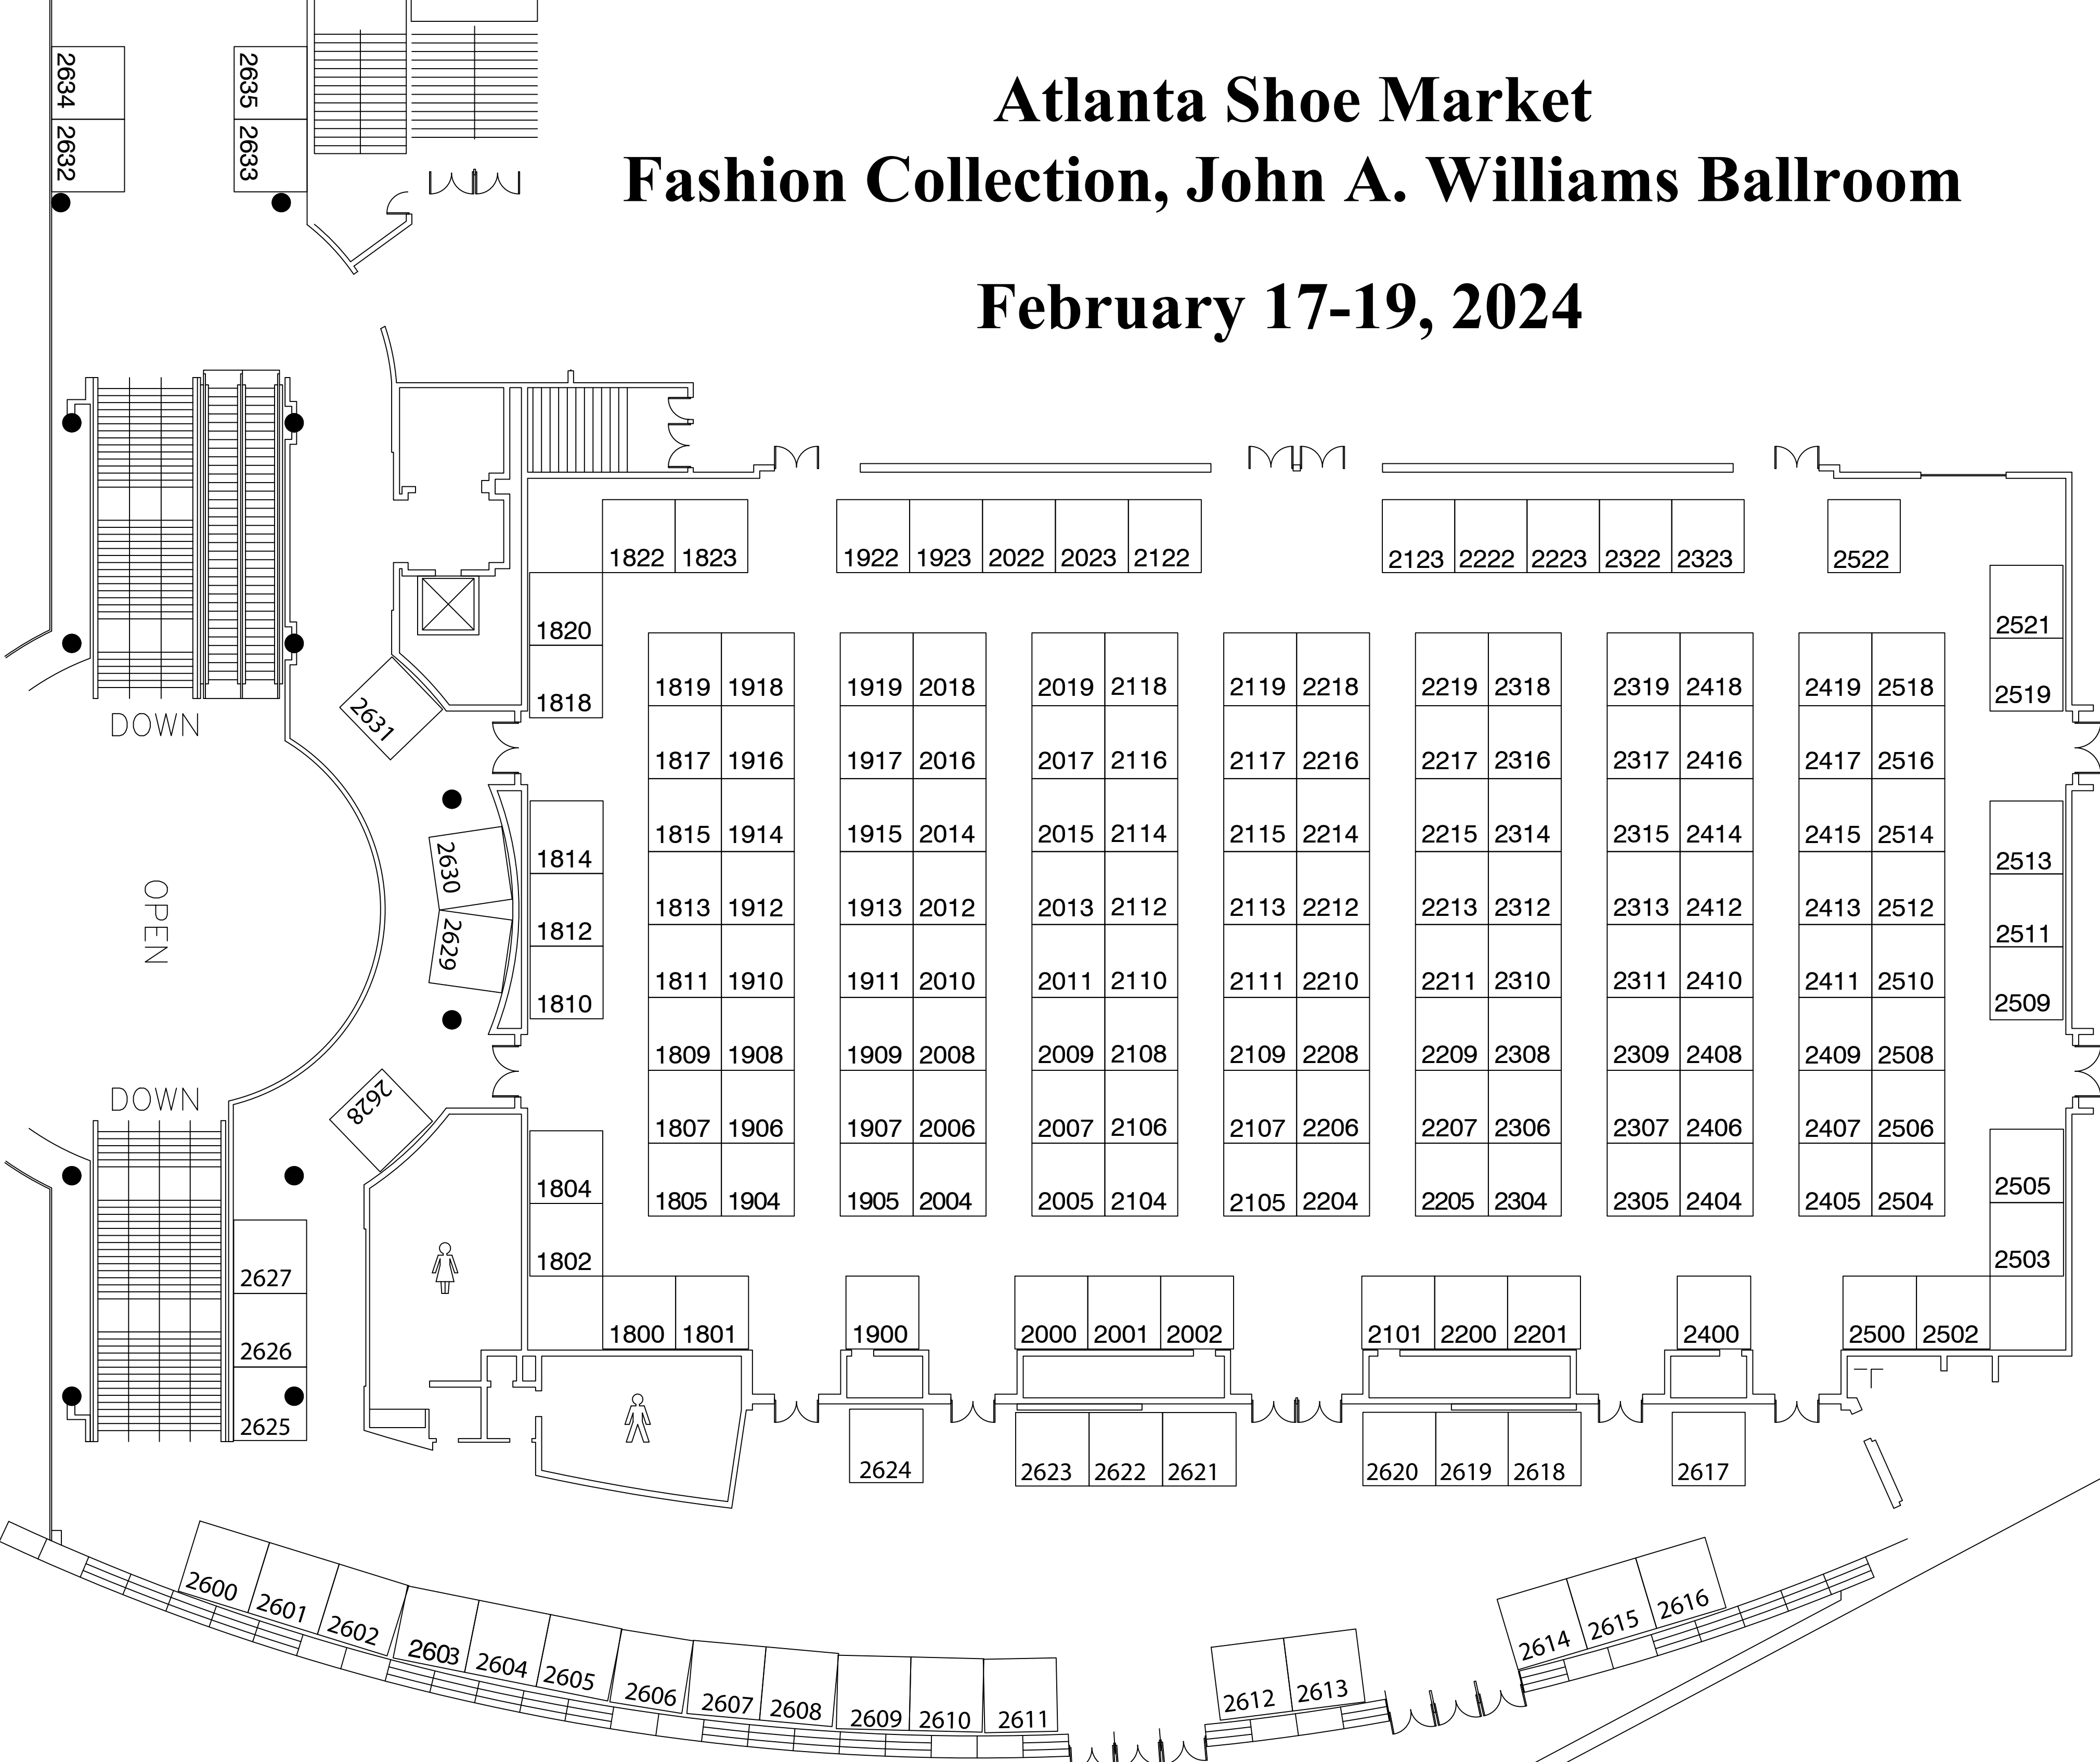 Atlanta Shoe Market
Fashion Collection, John A. Williams Ballroom
February 17-19, 2024
2634 2635
2632 2633
1822 1823 1922 1923 2022 2023 2122 2123 2222 2223 2322 2323 2522
1820 2521
1818 1819 1918 1919 2018 2019 2118 2119 2218 2219 2318 2319 2418 2419 2518 2519
DOWN 2631
1817 1916 1917 2016 2017 2116 2117 2216 2217 2316 2317 2416 2417 2516
1815 1914 1915 2014 2015 2114 2115 2214 2215 2314 2315 2414 2415 2514
2630 1814 2513
1813 1912 1913 2012 2013 2112 2113 2212 2213 2312 2313 2412 2413 2512
OPEN
2629 1812 2511
1811 1910 1911 2010 2011 2110 2111 2210 2211 2310 2311 2410 2411 2510
1810 2509
1809 1908 1909 2008 2009 2108 2109 2208 2209 2308 2309 2408 2409 2508
DOWN 2628
1807 1906 1907 2006 2007 2106 2107 2206 2207 2306 2307 2406 2407 2506
1804 2505
1805 1904 1905 2004 2005 2104 2105 2204 2205 2304 2305 2404 2405 2504
1802 2503
2627
1800 1801 1900 2000 2001 2002 2101 2200 2201 2400 2500 2502
2626
2625
2624 2623 2622 2621 2620 2619 2618 2617
2600 2601 2602 2603 2604 2605 2606 2607 2608 2609 2610 2611 2612 2613 2614 2615 2616